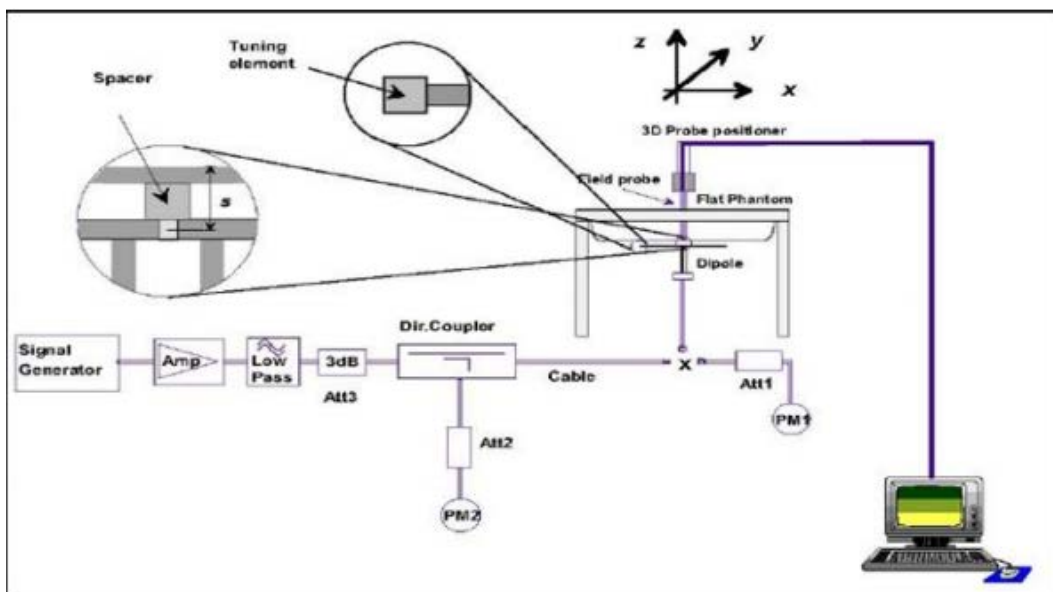 Tuning
element
Spacer
s
z
y
x
3D Probe positioner
Field probe
Flat Phantom
Dipole
Signal
Generator
Amp
Low
Pass
3dB
Att3
Dir.Coupler
Cable
x
Att1
PM1
Att2
PM2